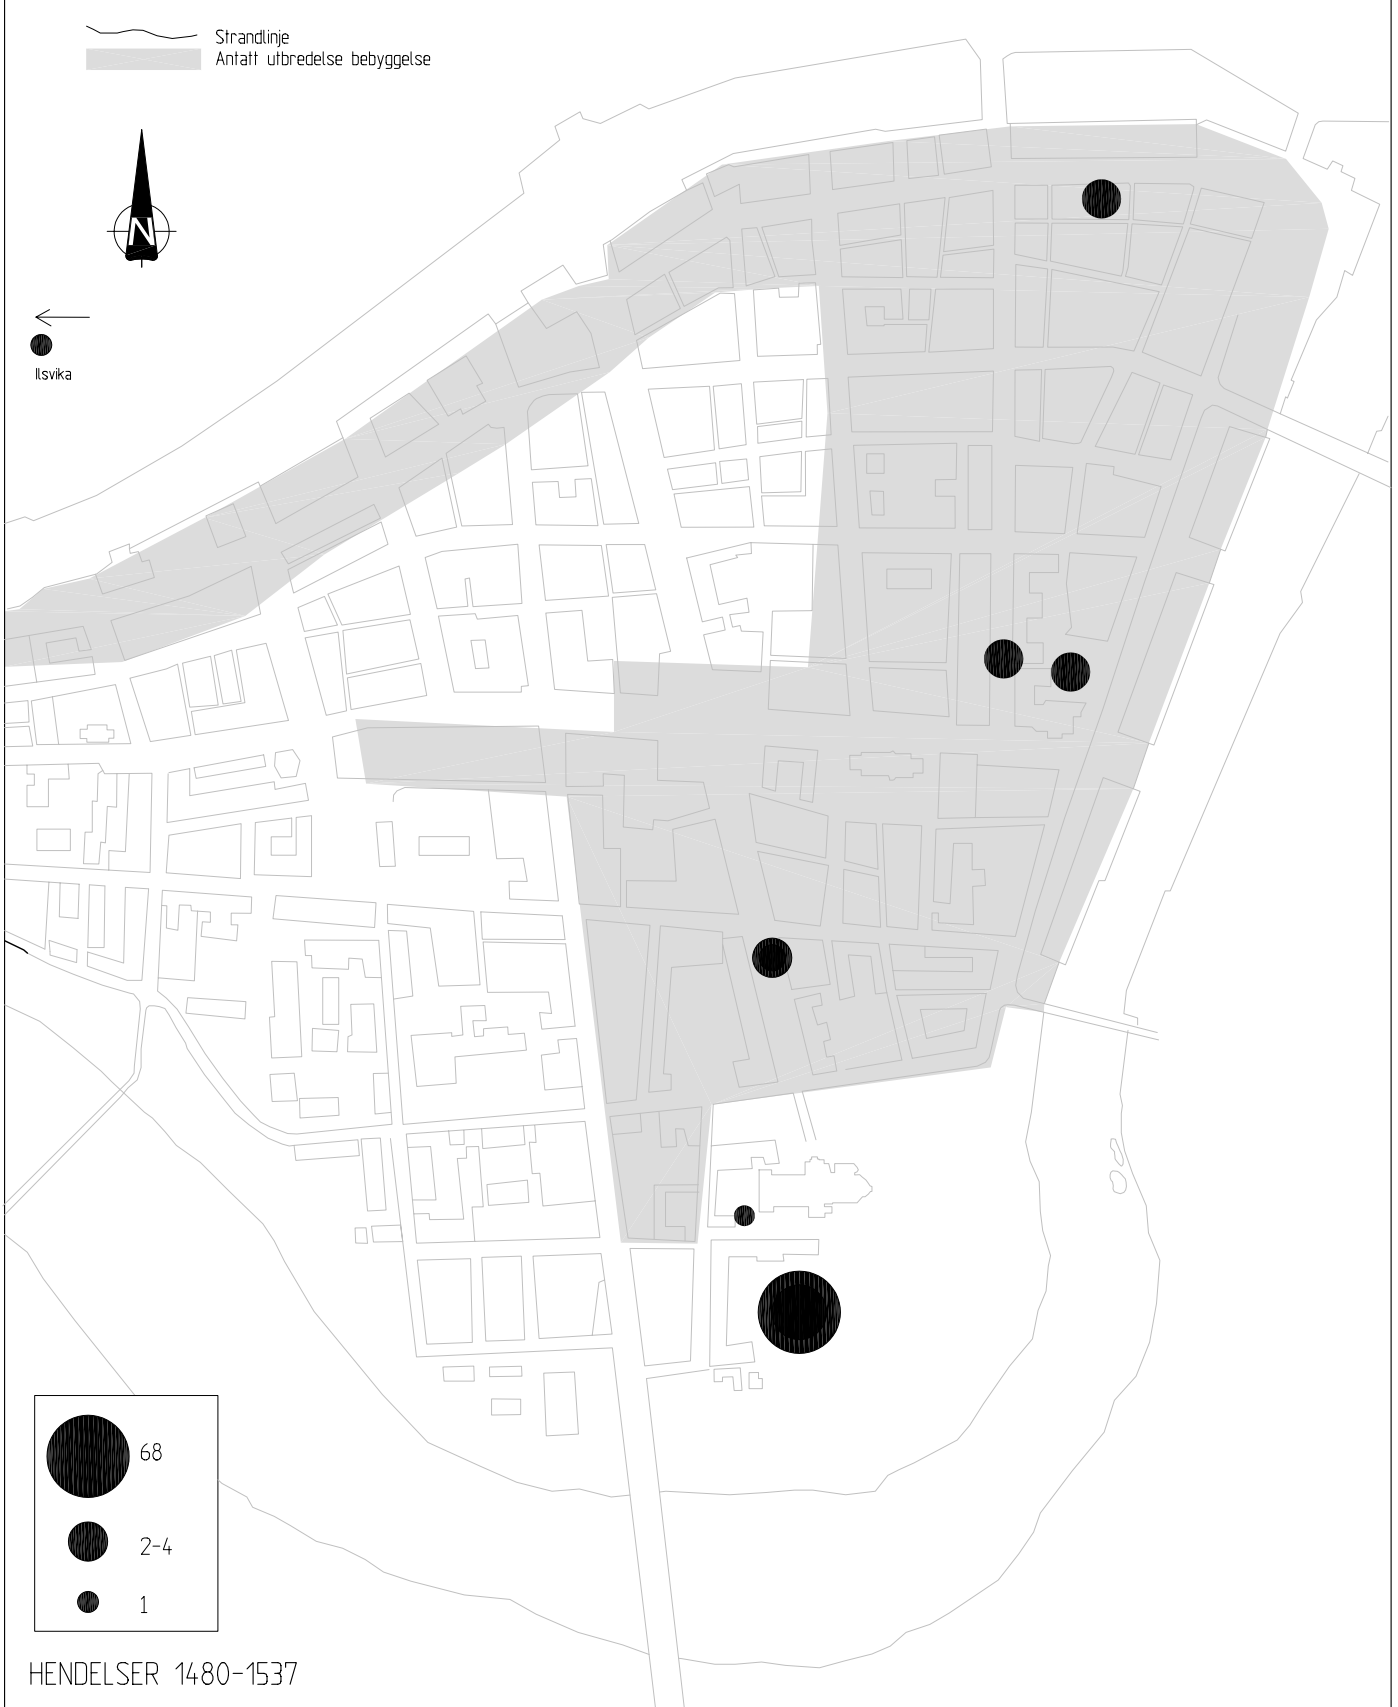 Strandlinje
Antatt utbredelse bebyggelse
N
Ilsvika
68
2-4
1
HENDELSER 1480-1537